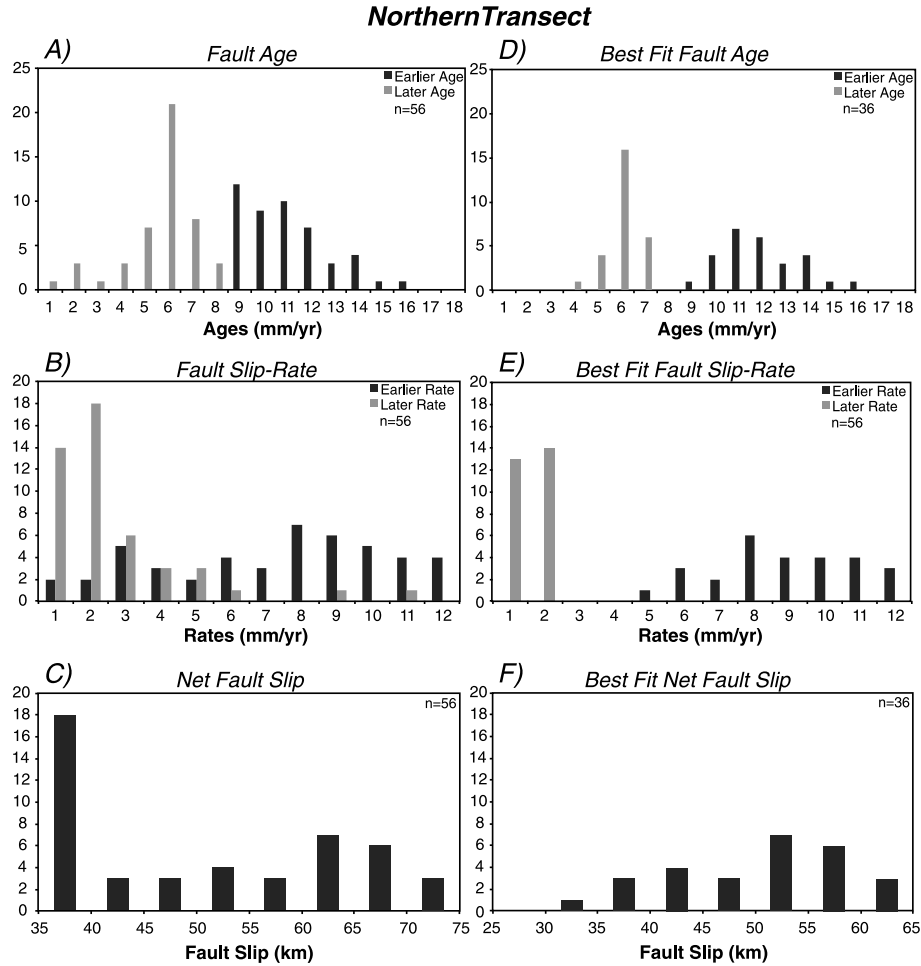 NorthernTransect
A)
Fault Age
25
20
15
10
5
0
Earlier Age
Later Age
n=56
1 2 3 4 5 6 7 8 9 10 11 12 13 14 15 16 17 18
Ages (mm/yr)
D)
Best Fit Fault Age
25
20
15
10
5
0
Earlier Age
Later Age
n=36
1 2 3 4 5 6 7 8 9 10 11 12 13 14 15 16 17 18
Ages (mm/yr)
B)
Fault Slip-Rate
18
16
14
12
10
8
6
4
2
0
Earlier Rate
Later Rate
n=56
1 2 3 4 5 6 7 8 9 10 11 12
Rates (mm/yr)
E)
Best Fit Fault Slip-Rate
18
16
14
12
10
8
6
4
2
0
Earlier Rate
Later Rate
n=56
1 2 3 4 5 6 7 8 9 10 11 12
Rates (mm/yr)
C)
Net Fault Slip
20
18
16
14
12
10
8
6
4
2
0
n=56
35 40 45 50 55 60 65 70 75
Fault Slip (km)
F)
Best Fit Net Fault Slip
20
18
16
14
12
10
8
6
4
2
0
n=36
25 30 35 40 45 50 55 60 65
Fault Slip (km)